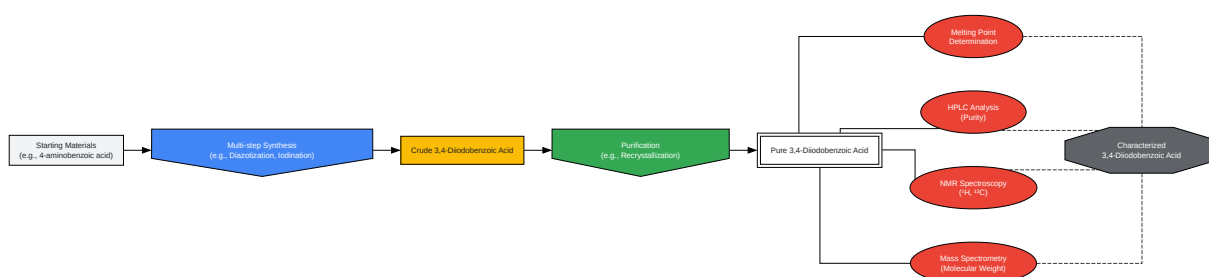 Starting Materials
(e.g., 4-aminobenzoic acid)
Multi-step Synthesis
(e.g., Diazotization, Iodination)
Crude 3,4-Diiodobenzoic Acid
Purification
(e.g., Recrystallization)
Pure 3,4-Diiodobenzoic Acid
Melting Point
Determination
HPLC Analysis
(Purity)
NMR Spectroscopy
(¹H, ¹³C)
Mass Spectrometry
(Molecular Weight)
Characterized
3,4-Diiodobenzoic Acid